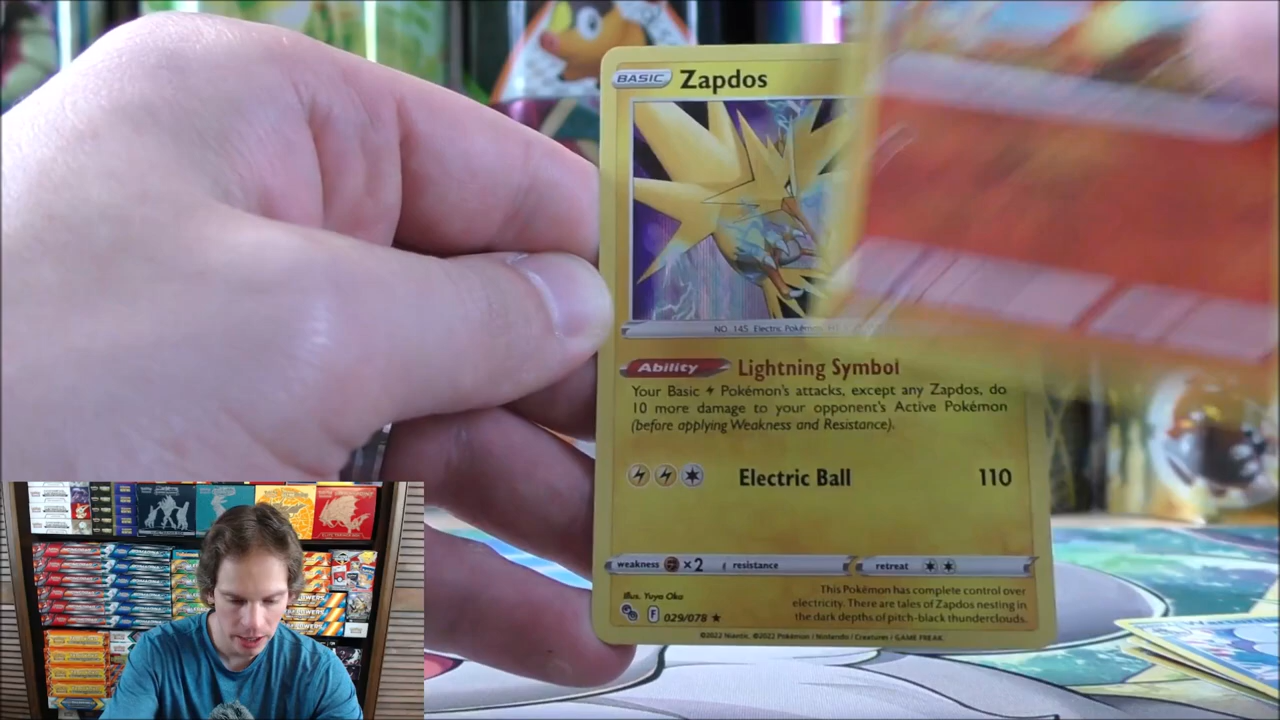 BASIC Zapdos
NO. 145 Electric Pokémon
Ability Lightning Symbol
Your Basic Pokémon's attacks, except any Zapdos, do
10 more damage to your opponent's Active Pokémon
(before applying Weakness and Resistance).
Electric Ball 110
weakness ×2 resistance retreat
Illus. Yuya Oka
This Pokémon has complete control over
electricity. There are tales of Zapdos nesting in
the dark depths of pitch-black thunderclouds.
F 029/078 ★
©2022 Niantic. ©2022 Pokémon / Nintendo / Creatures / GAME FREAK.